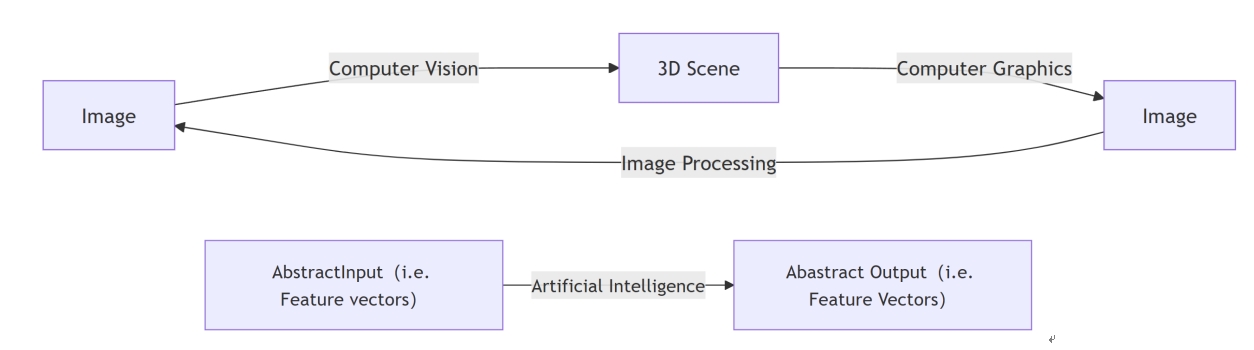 Computer Vision
3D Scene
Computer Graphics
Image
Image
Image Processing
AbstractInput (i.e.
Feature vectors)
Artificial Intelligence
Abastract Output (i.e.
Feature Vectors)